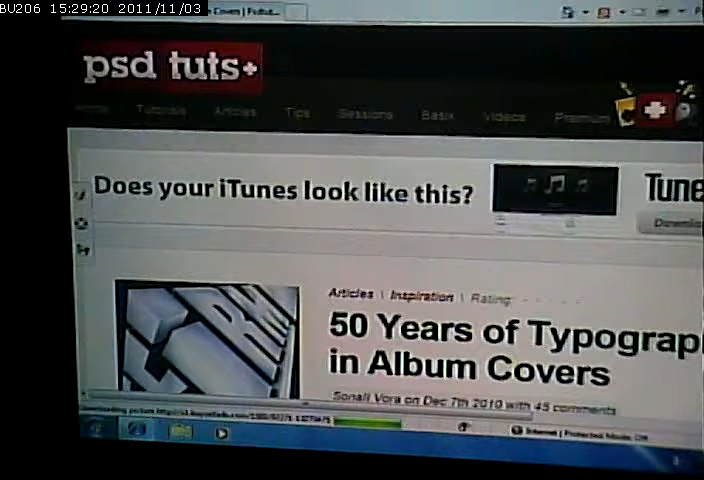 BU206 15:29:20 2011/11/03
psd tuts+
Home Tutorials Articles Tips Sessions Basix Videos Premium
Does your iTunes look like this?
Tune
Downlo
Articles \ Inspiration \ Rating:
50 Years of Typograp
in Album Covers
Sonali Vora on Dec 7th 2010 with 45 comments
Internet | Protected Mode: Off